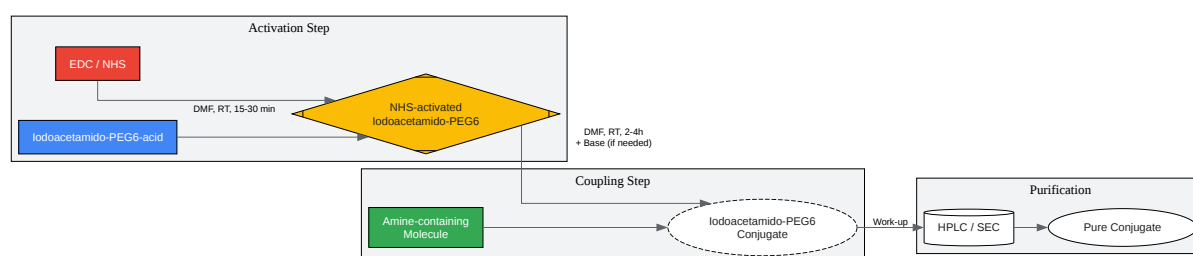 Activation Step
EDC / NHS
DMF, RT, 15-30 min
NHS-activated
Iodoacetamido-PEG6
Iodoacetamido-PEG6-acid
DMF, RT, 2-4h
+ Base (if needed)
Coupling Step
Amine-containing
Molecule
Iodoacetamido-PEG6
Conjugate
Work-up
Purification
HPLC / SEC
Pure Conjugate